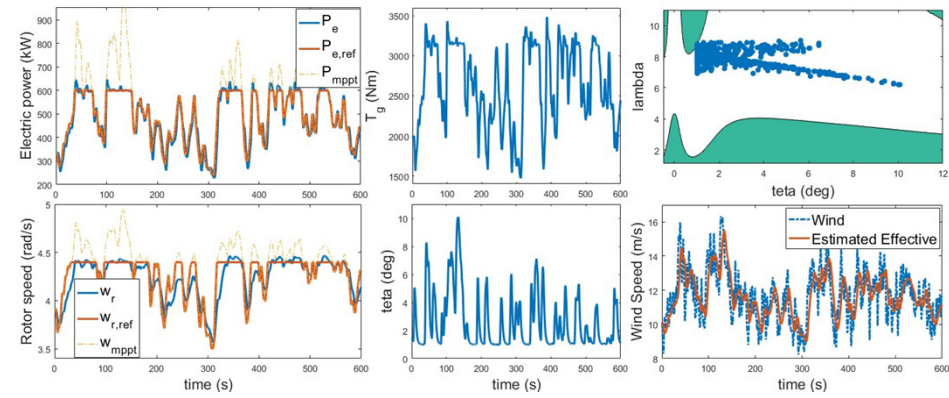 Electric power (kW)
900
800
700
600
500
400
300
200
0 100 200 300 400 500 600
P_e
P_e,ref
P_mppt
T_g (Nm)
3500
3000
2500
2000
1500
0 100 200 300 400 500 600
lambda
10
8
6
4
2
0 2 4 6 8 10 12
teta (deg)
Rotor speed (rad/s)
5
4.5
4
3.5
0 100 200 300 400 500 600
time (s)
w_r
w_r,ref
w_mppt
teta (deg)
10
8
6
4
2
0
0 100 200 300 400 500 600
time (s)
Wind Speed (m/s)
16
14
12
10
8
0 100 200 300 400 500 600
time (s)
Wind
Estimated Effective